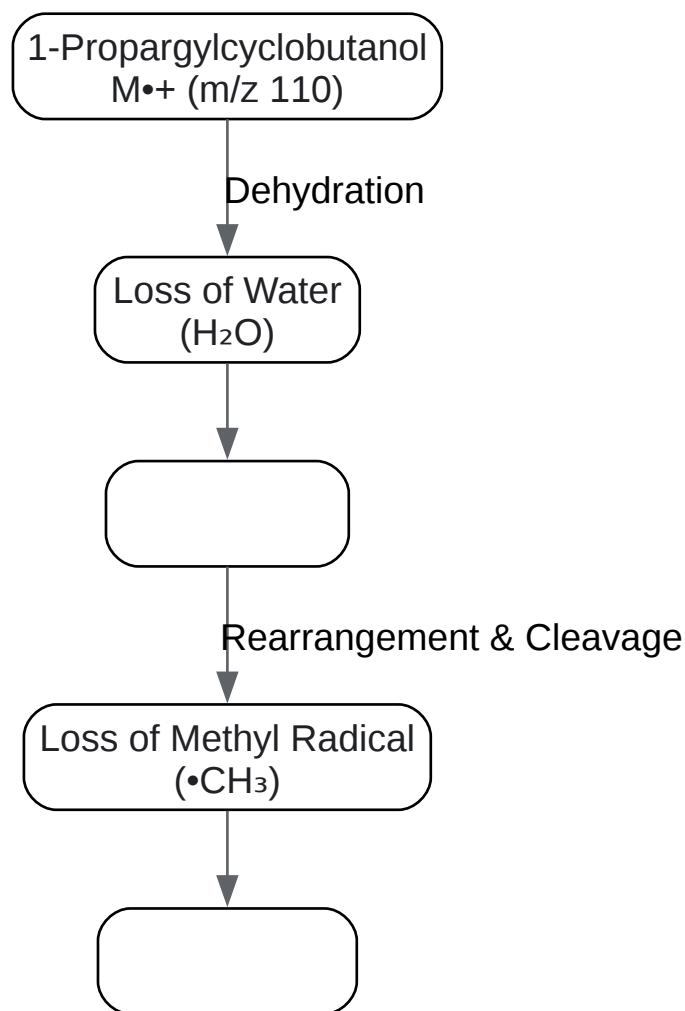 1-Propargylcyclobutanol
M•+ (m/z 110)
Dehydration
Loss of Water
(H₂O)
Rearrangement & Cleavage
Loss of Methyl Radical
(•CH₃)